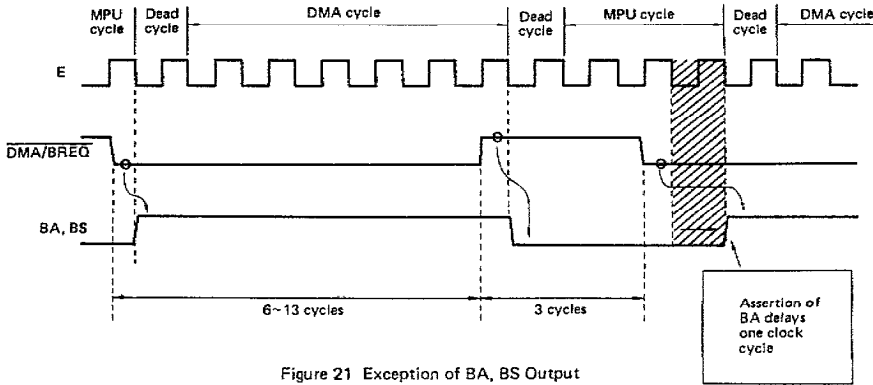 MPU
cycle
Dead
cycle
DMA cycle
Dead
cycle
MPU cycle
Dead
cycle
DMA cycle
E
DMA/BREQ
BA, BS
6~13 cycles
3 cycles
Assertion of
BA delays
one clock
cycle
Figure 21 Exception of BA, BS Output